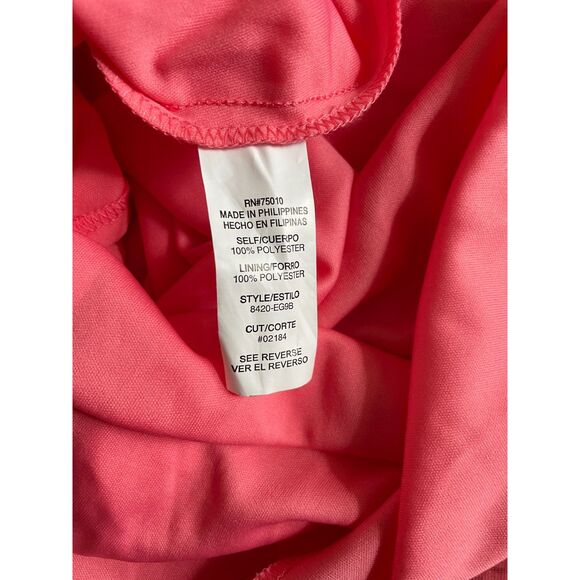 RN#75010
MADE IN PHILIPPINES
HECHO EN FILIPINAS
SELF/CUERPO
100% POLYESTER
LINING/FORRO
100% POLYESTER
STYLE/ESTILO
8420-EG9B
CUT/CORTE
#02184
SEE REVERSE
VER EL REVERSO